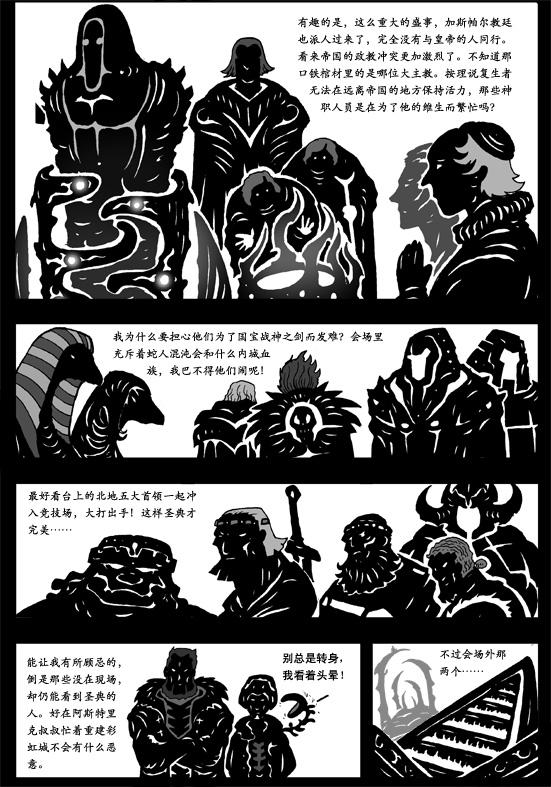 有趣的是，这么重大的盛事，加斯帕尔教廷
也派人过来了，完全没有与皇帝的人同行。
看来帝国的政教冲突更加激烈了。不知道那
口铁棺材里的是哪位大主教。按理说复生者
无法在远离帝国的地方保持活力，那些神
职人员是在为了他的维生而繁忙吗？
我为什么要担心他们为了国宝战神之剑而发难？会场里
充斥着蛇人混沌会和什么内城血
族，我巴不得他们闹呢！
最好看台上的北地五大首领一起冲
入竞技场，大打出手！这样圣典才
完美……
能让我有所顾忌的，
倒是那些没在现场，
却仍能看到圣典的
人。好在阿斯特里
克叔叔忙着重建彩
虹城不会有什么恶
意。
别总是转身，
我看着头晕！
不过会场外那
两个……